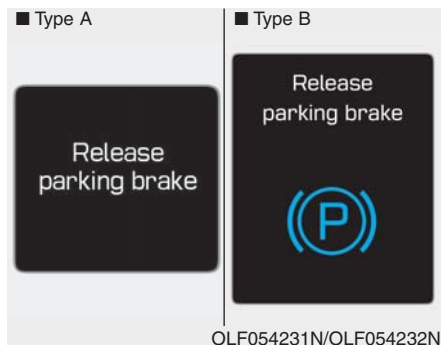 ■ Type A
Release
parking brake
■ Type B
Release
parking brake
P
OLF054231N/OLF054232N